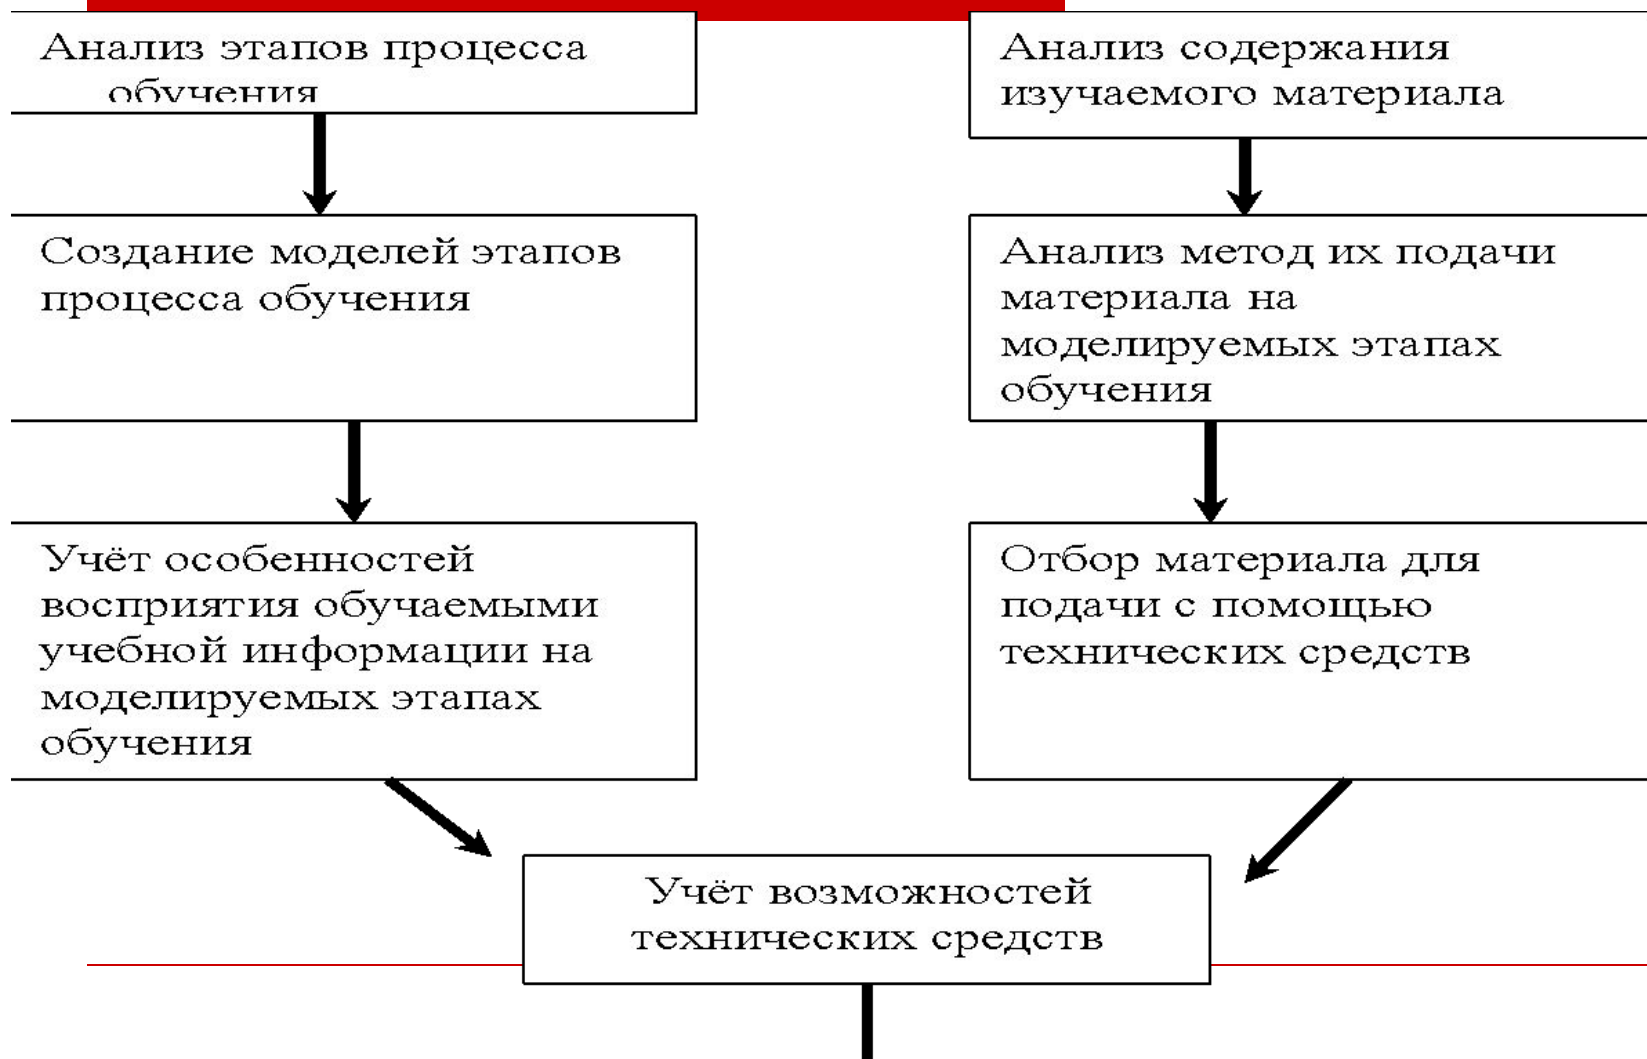 Анализ этапов процесса
обучения
Создание моделей этапов
процесса обучения
Учёт особенностей
восприятия обучаемыми
учебной информации на
моделируемых этапах
обучения
Анализ содержания
изучаемого материала
Анализ метод их подачи
материала на
моделируемых этапах
обучения
Отбор материала для
подачи с помощью
технических средств
Учёт возможностей
технических средств